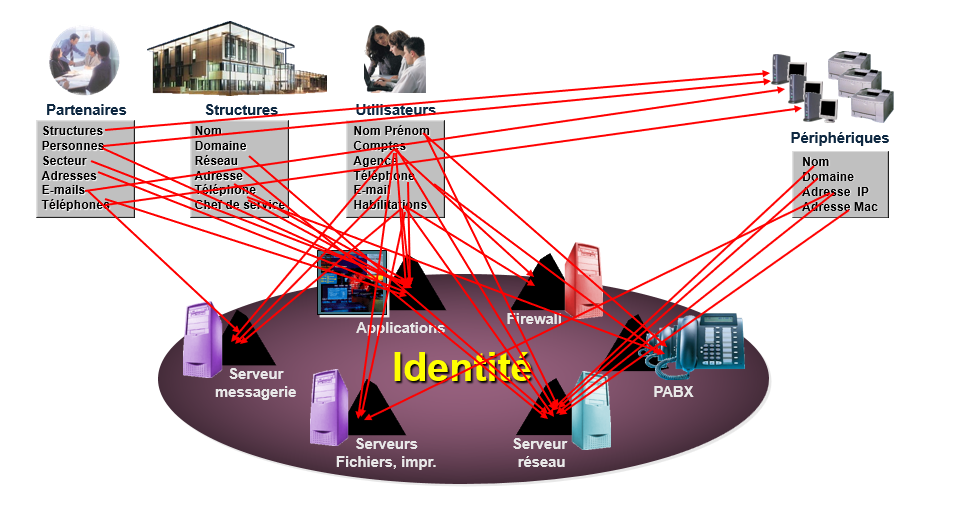 Partenaires
Structures
Personnes
Secteur
Adresses
E-mails
Téléphones
Structures
Nom
Domaine
Réseau
Adresse
Téléphone
Chef de service
Utilisateurs
Nom Prénom
Comptes
Agence
Téléphone
E-mail
Habilitations
Périphériques
Nom
Domaine
Adresse IP
Adresse Mac
Applications
Firewall
Identité
Serveur
messagerie
PABX
Serveurs
Fichiers, impr.
Serveur
réseau